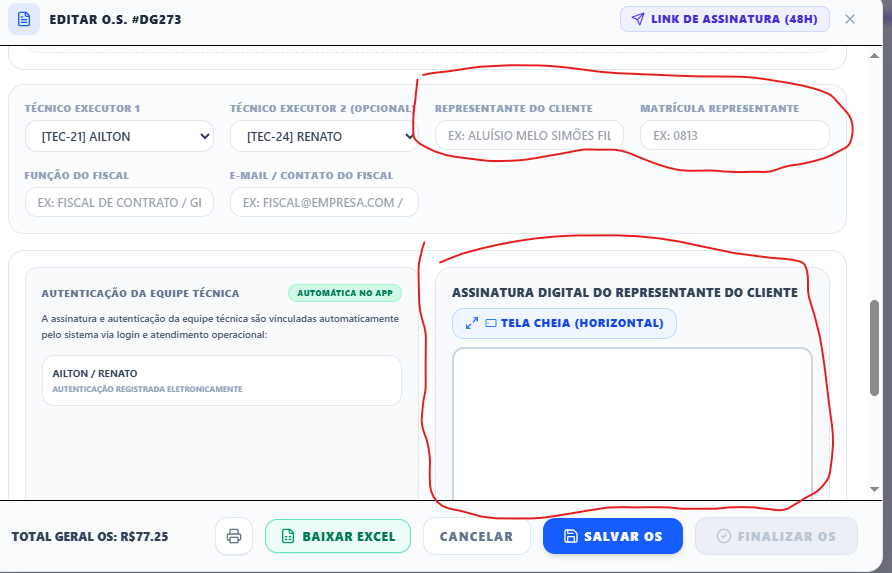 EDITAR O.S. #DG273
LINK DE ASSINATURA (48H)
TÉCNICO EXECUTOR 1
TÉCNICO EXECUTOR 2 (OPCIONAL)
REPRESENTANTE DO CLIENTE
MATRÍCULA REPRESENTANTE
[TEC-21] AILTON
[TEC-24] RENATO
EX: ALUÍSIO MELO SIMÕES FIL
EX: 0813
FUNÇÃO DO FISCAL
E-MAIL / CONTATO DO FISCAL
EX: FISCAL DE CONTRATO / GI
EX: FISCAL@EMPRESA.COM /
AUTENTICAÇÃO DA EQUIPE TÉCNICA
AUTOMÁTICA NO APP
A assinatura e autenticação da equipe técnica são vinculadas automaticamente
pelo sistema via login e atendimento operacional:
AILTON / RENATO
AUTENTICAÇÃO REGISTRADA ELETRONICAMENTE
ASSINATURA DIGITAL DO REPRESENTANTE DO CLIENTE
TELA CHEIA (HORIZONTAL)
TOTAL GERAL OS: R$77.25
BAIXAR EXCEL
CANCELAR
SALVAR OS
FINALIZAR OS